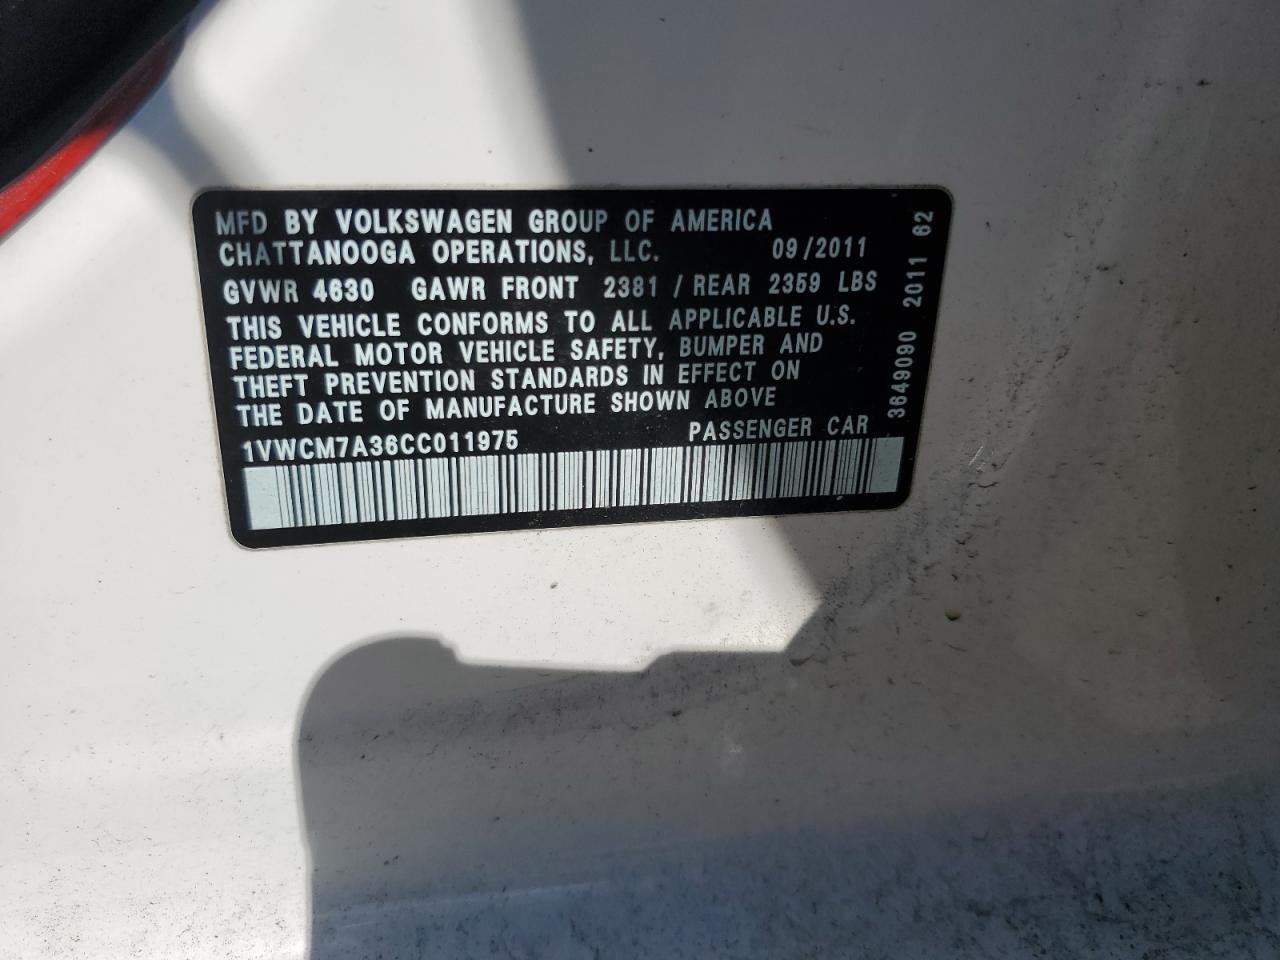 MFD BY VOLKSWAGEN GROUP OF AMERICA
CHATTANOOGA OPERATIONS, LLC. 09/2011
GVWR 4630 GAWR FRONT 2381 / REAR 2359 LBS
THIS VEHICLE CONFORMS TO ALL APPLICABLE U.S.
FEDERAL MOTOR VEHICLE SAFETY, BUMPER AND
THEFT PREVENTION STANDARDS IN EFFECT ON
THE DATE OF MANUFACTURE SHOWN ABOVE
1VWCM7A36CC011975 PASSENGER CAR
3649090 2011 62